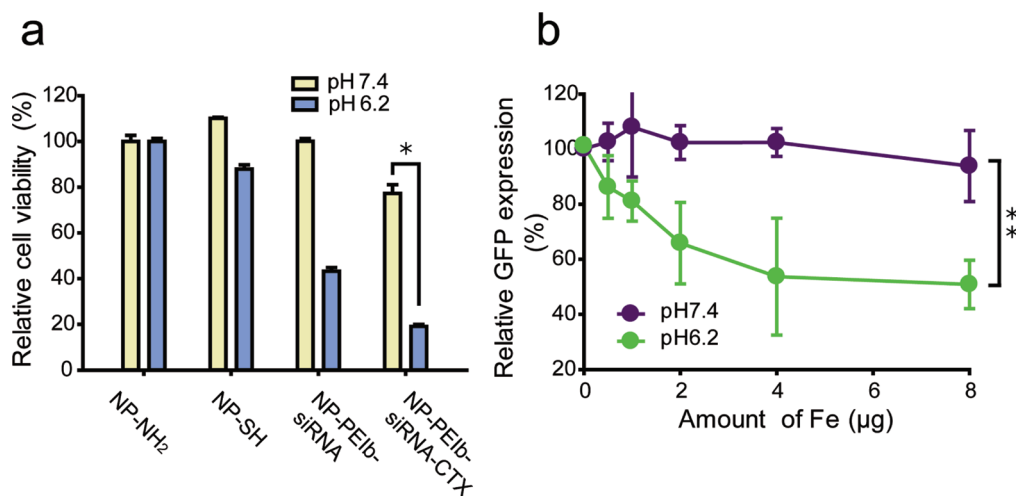 a
pH 7.4
pH 6.2
Relative cell viability (%)
120
100
80
60
40
20
0
*
NP-NH2
NP-SH
NP-PEIb-
siRNA
NP-PEIb-
siRNA-CTX
b
Relative GFP expression
(%)
120
100
80
60
40
20
**
pH7.4
pH6.2
0
2
4
6
8
Amount of Fe (µg)